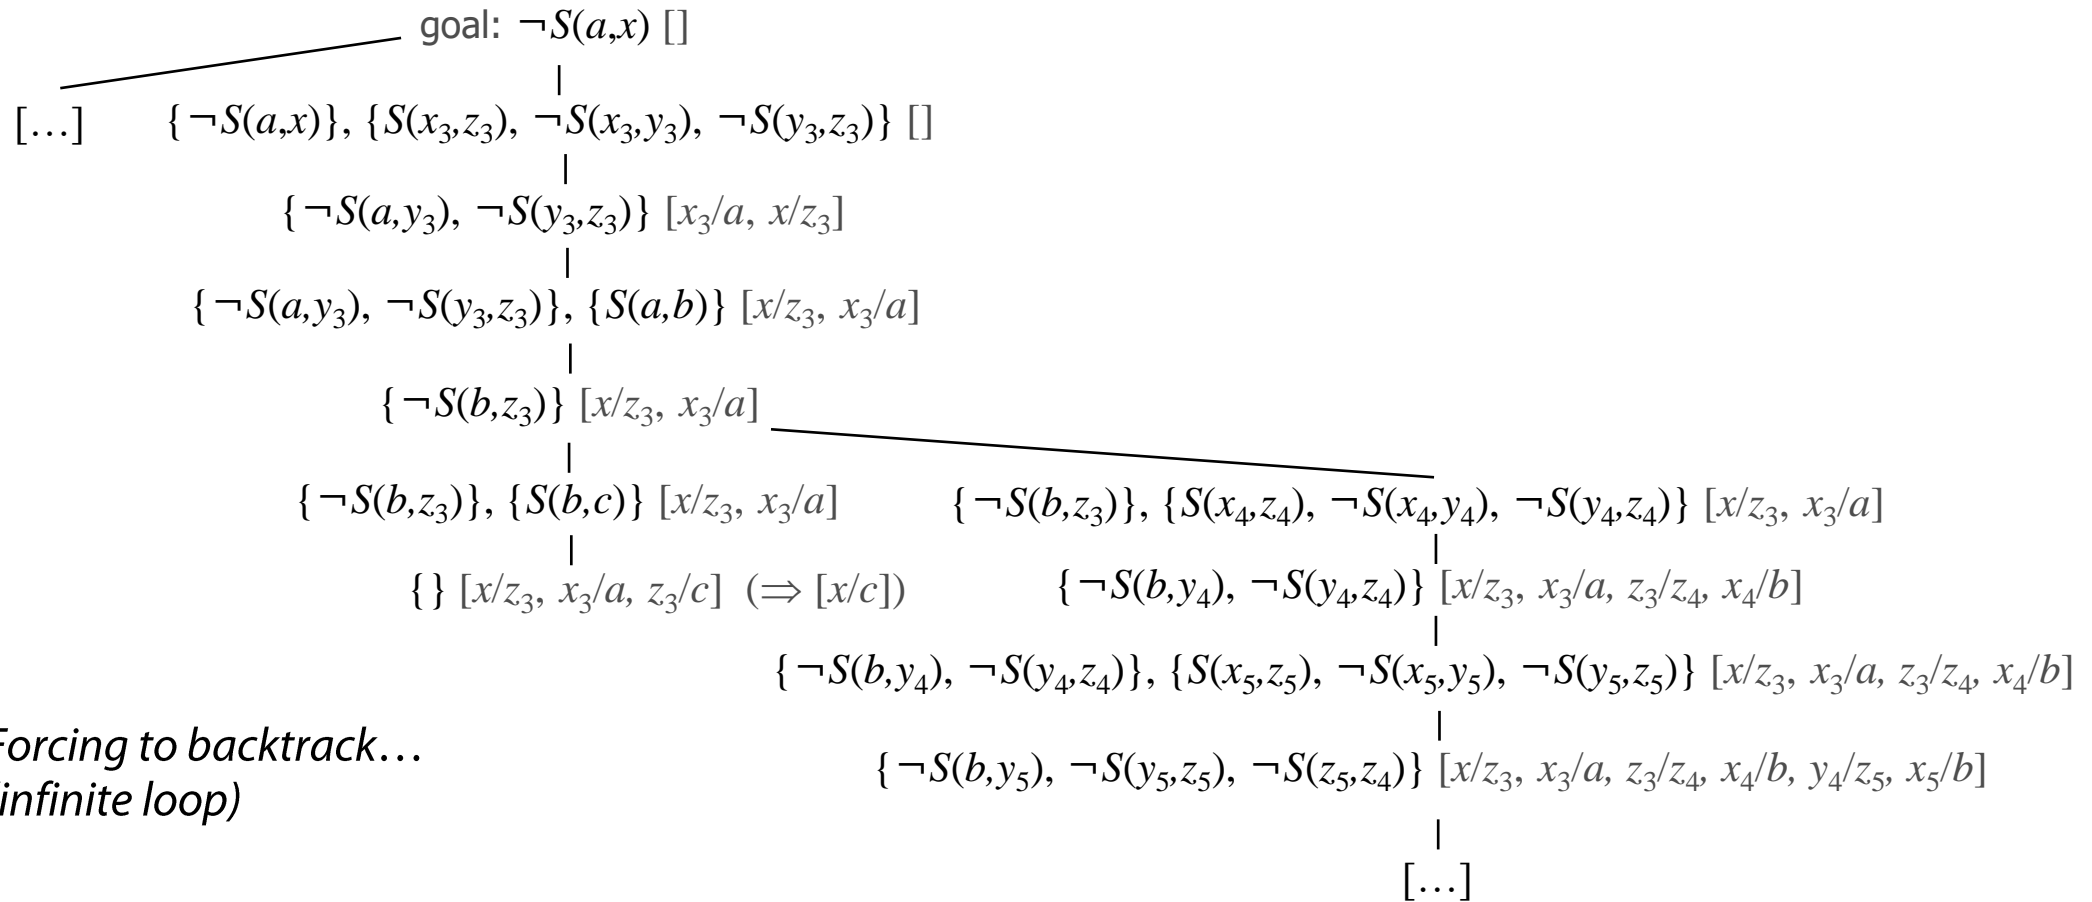 goal: ¬S(a,x) []
[…] {¬S(a,x)}, {S(x₃,z₃), ¬S(x₃,y₃), ¬S(y₃,z₃)} []
{¬S(a,y₃), ¬S(y₃,z₃)} [x₃/a, x/z₃]
{¬S(a,y₃), ¬S(y₃,z₃)}, {S(a,b)} [x/z₃, x₃/a]
{¬S(b,z₃)} [x/z₃, x₃/a]
{¬S(b,z₃)}, {S(b,c)} [x/z₃, x₃/a] {¬S(b,z₃)}, {S(x₄,z₄), ¬S(x₄,y₄), ¬S(y₄,z₄)} [x/z₃, x₃/a]
{} [x/z₃, x₃/a, z₃/c] (⇒ [x/c]) {¬S(b,y₄), ¬S(y₄,z₄)} [x/z₃, x₃/a, z₃/z₄, x₄/b]
{¬S(b,y₄), ¬S(y₄,z₄)}, {S(x₅,z₅), ¬S(x₅,y₅), ¬S(y₅,z₅)} [x/z₃, x₃/a, z₃/z₄, x₄/b]
Forcing to backtrack…
{¬S(b,y₅), ¬S(y₅,z₅), ¬S(z₅,z₄)} [x/z₃, x₃/a, z₃/z₄, x₄/b, y₄/z₅, x₅/b]
(infinite loop)
[…]